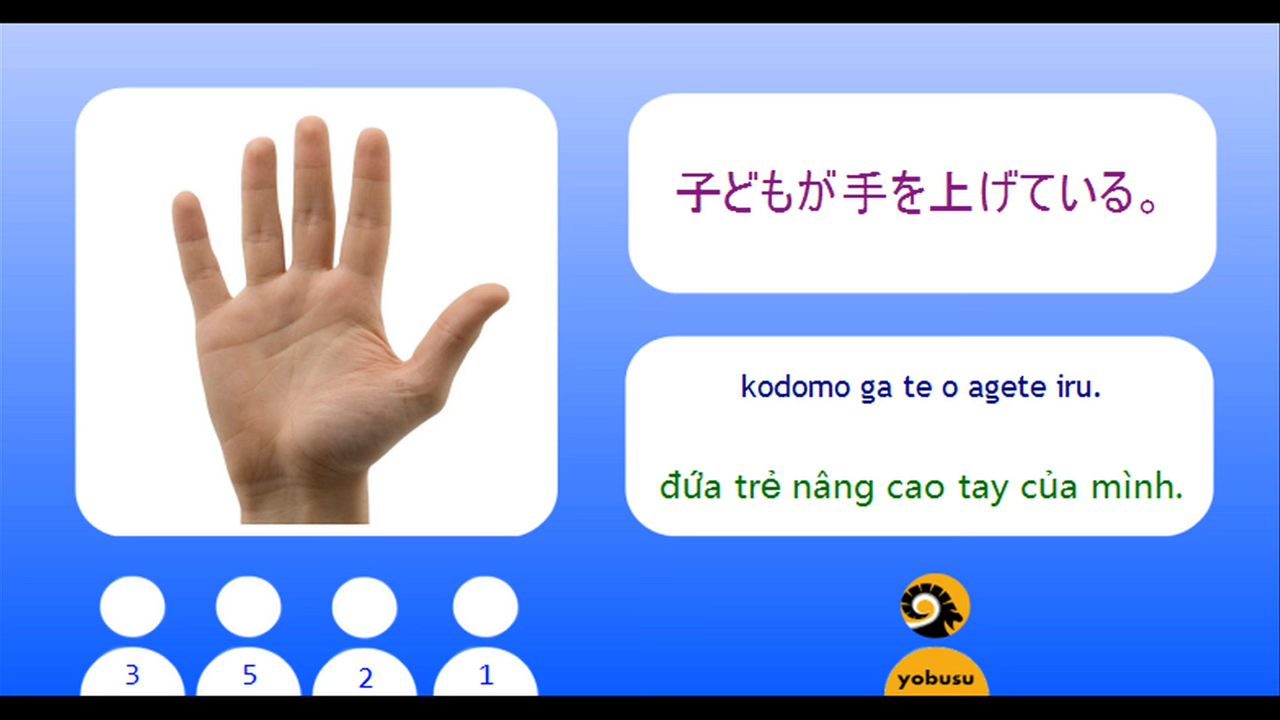 子どもが手を上げている。
kodomo ga te o agete iru.
đứa trẻ nâng cao tay của mình.
3 5 2 1
yobusu